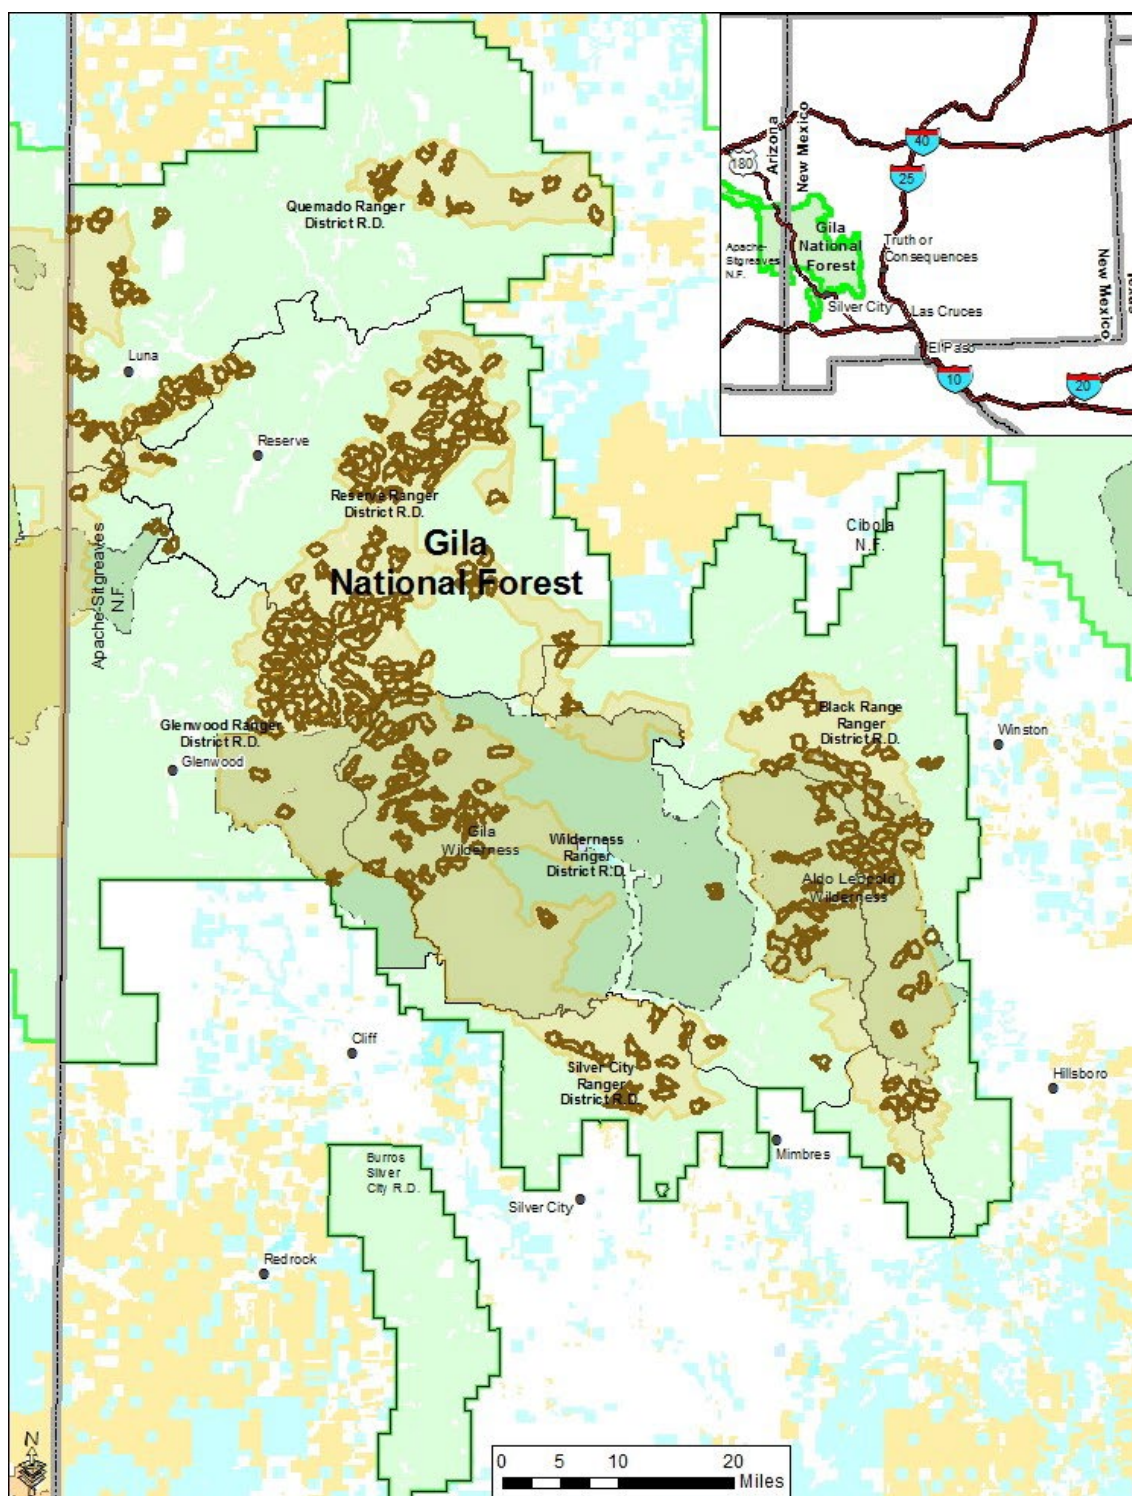 Arizona
New Mexico
40
180
25
Gila
National
Forest
Apache-
Sitgreaves
N.F.
Truth or
Consequences
New Mexico
Texas
Silver City
Las Cruces
El Paso
10
20
Quemado Ranger
District R.D.
Luna
Reserve
Reserve Ranger
District R.D.
Gila
National Forest
Cibola
N.F.
Apache-Sitgreaves
N.F.
Glenwood Ranger
District R.D.
Glenwood
Black Range
Ranger
District R.D.
Winston
Gila
Wilderness
Wilderness
Ranger
District R.D.
Aldo Leopold
Wilderness
Cliff
Silver City
Ranger
District R.D.
Hillsboro
Mimbres
Burros
Silver
City R.D.
Silver City
Redrock
N
0 5 10 20
Miles